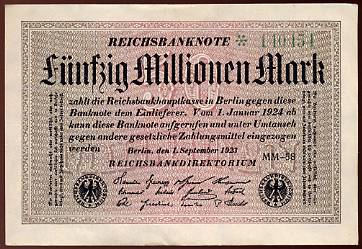 REICHSBANKNOTE
Fünfzig Millionen Mark
zahlt die Reichsbankhauptkasse in Berlin gegen diese
Banknote dem Einlieferer. Vom 1. Januar 1924 ab
kann diese Banknote aufgerufen und unter Umtausch
gegen andere gesetzliche Zahlungsmittel eingezogen
werden
Berlin, den 1. September 1923
REICHSBANKDIREKTORIUM MM-58